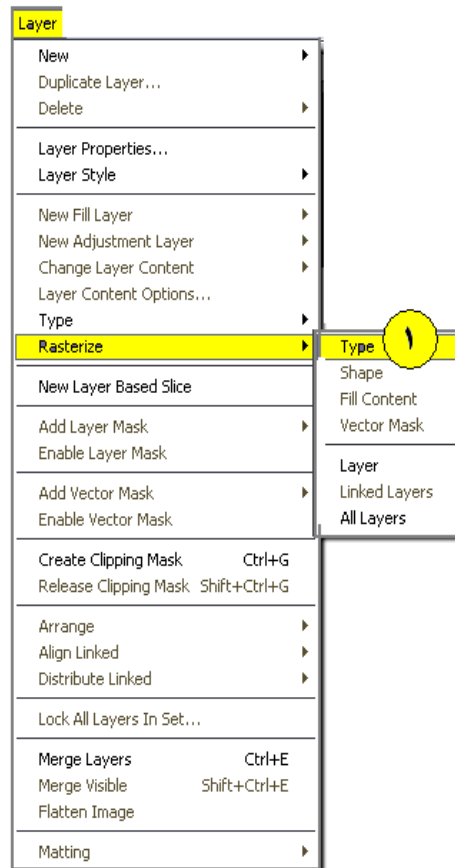 Layer
New
Duplicate Layer...
Delete
Layer Properties...
Layer Style
New Fill Layer
New Adjustment Layer
Change Layer Content
Layer Content Options...
Type
Rasterize
Type ١
Shape
Fill Content
Vector Mask
Layer
Linked Layers
All Layers
New Layer Based Slice
Add Layer Mask
Enable Layer Mask
Add Vector Mask
Enable Vector Mask
Create Clipping Mask Ctrl+G
Release Clipping Mask Shift+Ctrl+G
Arrange
Align Linked
Distribute Linked
Lock All Layers In Set...
Merge Layers Ctrl+E
Merge Visible Shift+Ctrl+E
Flatten Image
Matting